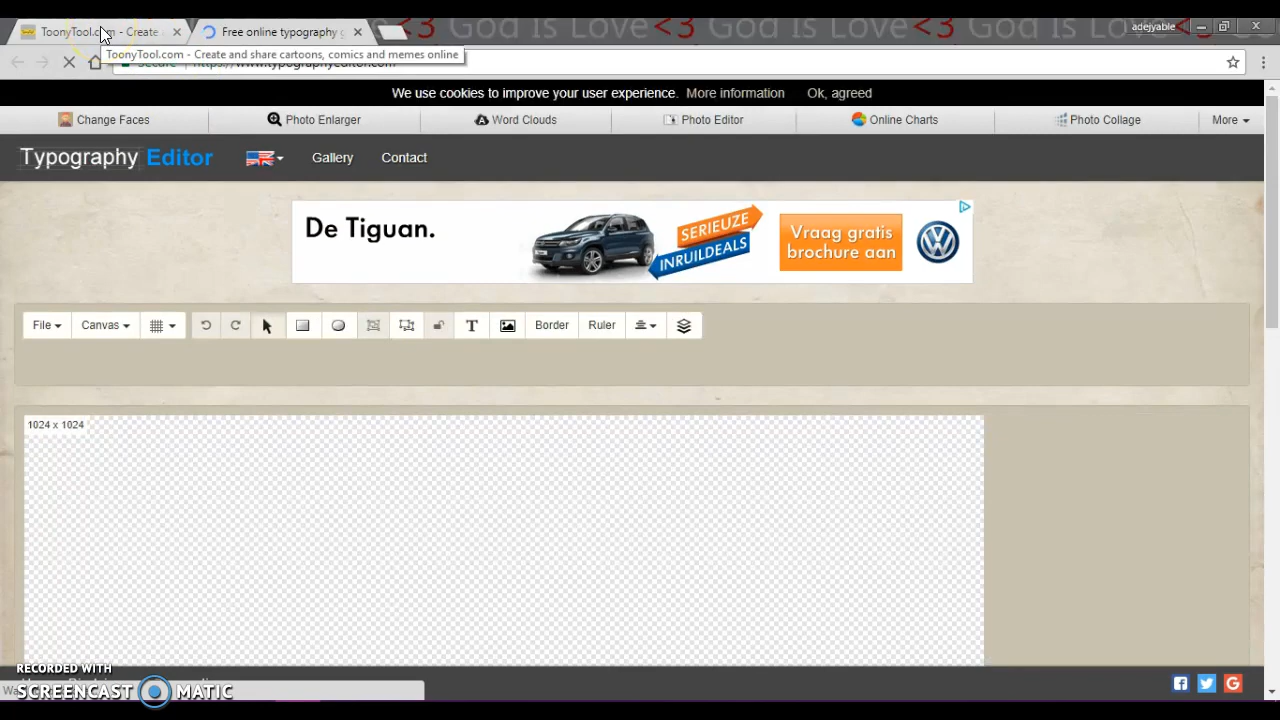 <3 God Is Love<3 God Is Love<3 God Is Love<3
ToonyTool.com - Create
Free online typography g
adejyable
ToonyTool.com - Create and share cartoons, comics and memes online
We use cookies to improve your user experience. More information Ok, agreed
Change Faces
Photo Enlarger
Word Clouds
Photo Editor
Online Charts
Photo Collage
More
Typography Editor
Gallery
Contact
De Tiguan.
SERIEUZE
INRUILDEALS
Vraag gratis
brochure aan
File
Canvas
T
Border
Ruler
1024 x 1024
RECORDED WITH
SCREENCAST MATIC